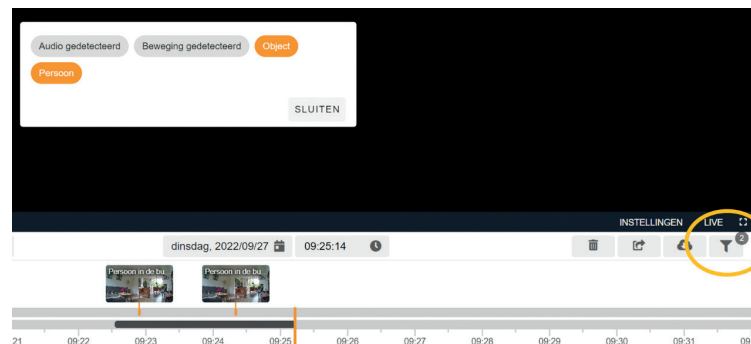 Audio gedetecteerd Beweging gedetecteerd Object
Persoon
SLUITEN
INSTELLINGEN LIVE
dinsdag, 2022/09/27 09:25:14 2
Persoon in de bu... Persoon in de bu...
21 09:22 09:23 09:24 09:25 09:26 09:27 09:28 09:29 09:30 09:31 09